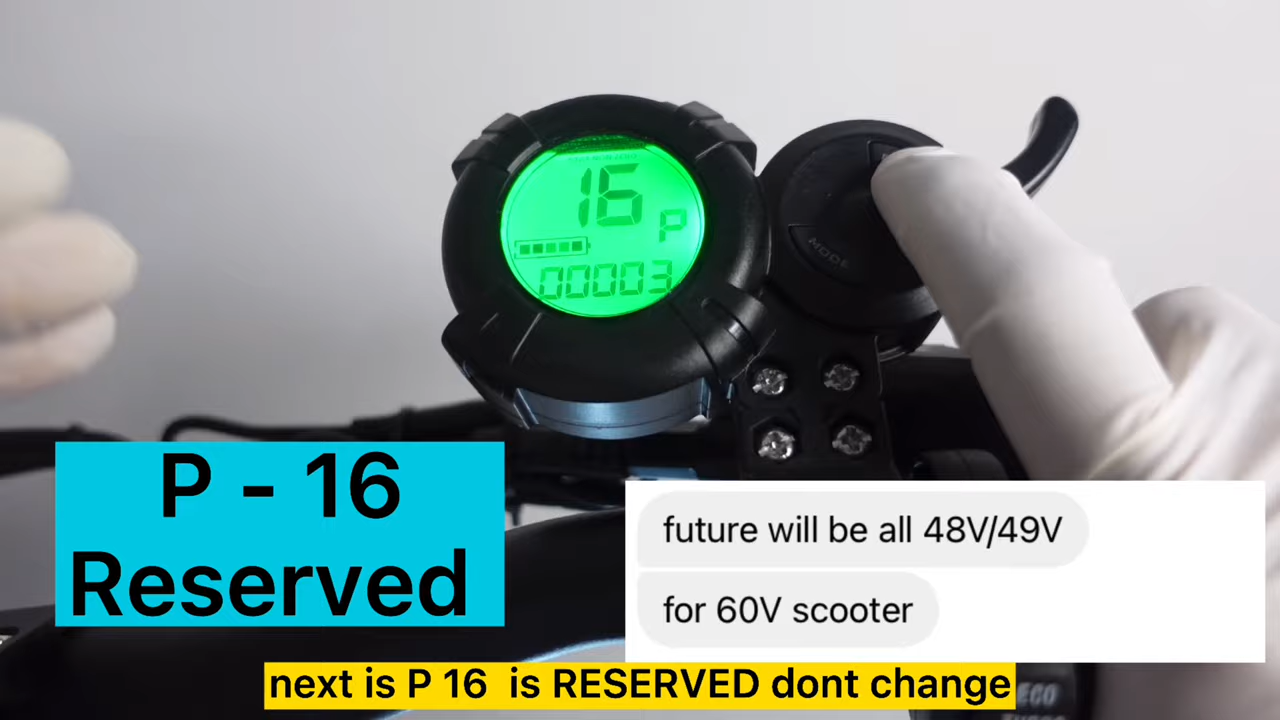 16
P
00003
MODE
P - 16
Reserved
future will be all 48V/49V
for 60V scooter
next is P 16 is RESERVED dont change
ECO